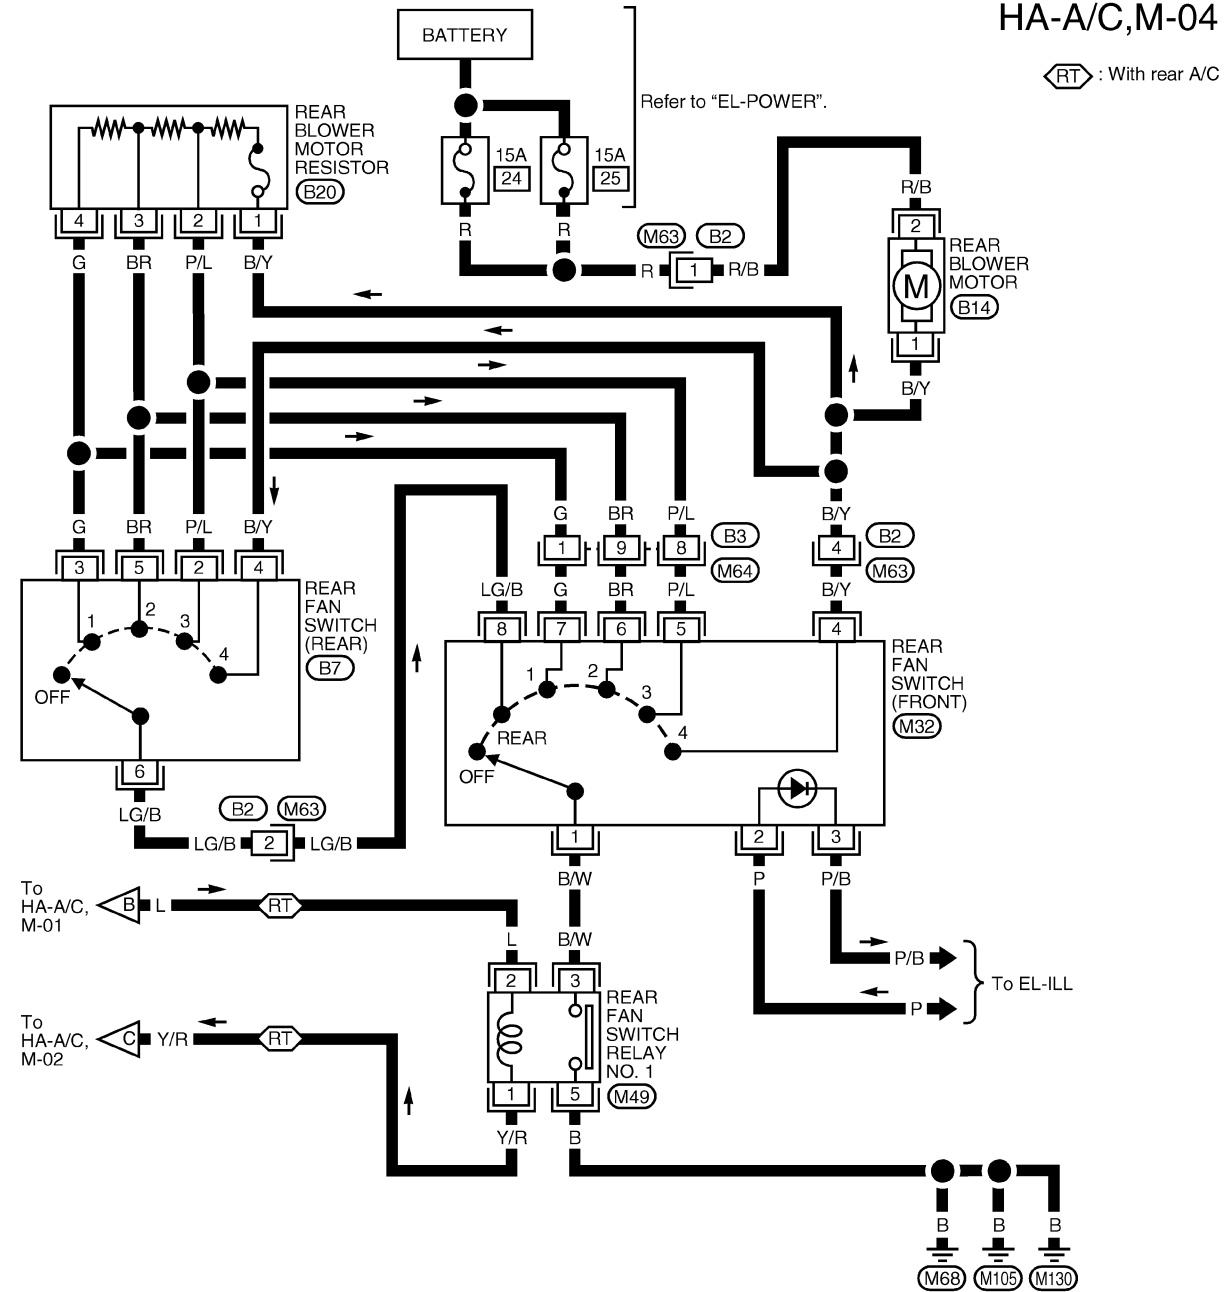 HA-A/C,M-04
RT : With rear A/C
BATTERY
Refer to “EL-POWER”.
15A
24
15A
25
R
R
REAR
BLOWER
MOTOR
RESISTOR
B20
4 3 2 1
G BR P/L B/Y
M63 B2
R 1 R/B
R/B
2
M
REAR
BLOWER
MOTOR
B14
1
B/Y
G BR P/L B/Y
3 5 2 4
1 2 3 4
OFF
REAR
FAN
SWITCH
(REAR)
B7
6
LG/B
B2 M63
LG/B 2 LG/B
G BR P/L B/Y
1 9 8 4
B3
M64
B2
M63
LG/B G BR P/L B/Y
8 7 6 5 4
1 2 3 4
REAR
OFF
REAR
FAN
SWITCH
(FRONT)
M32
1 2 3
B/W P P/B
To
HA-A/C,
M-01
B L RT
L B/W
2 3
P/B
P
To EL-ILL
To
HA-A/C,
M-02
C Y/R RT
REAR
FAN
SWITCH
RELAY
NO. 1
M49
1 5
Y/R B
B B B
M68 M105 M130